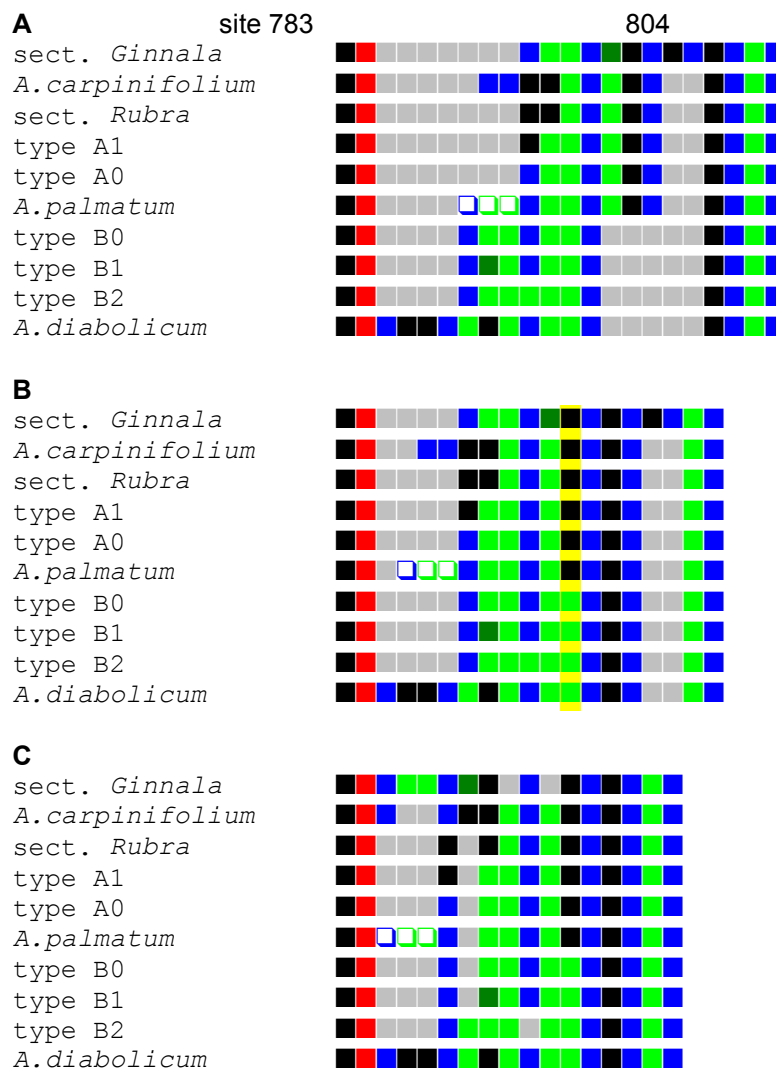 A site 783 804
sect. Ginnala
A.carpinifolium
sect. Rubra
type A1
type A0
A.palmatum
type B0
type B1
type B2
A.diabolicum
B
sect. Ginnala
A.carpinifolium
sect. Rubra
type A1
type A0
A.palmatum
type B0
type B1
type B2
A.diabolicum
C
sect. Ginnala
A.carpinifolium
sect. Rubra
type A1
type A0
A.palmatum
type B0
type B1
type B2
A.diabolicum